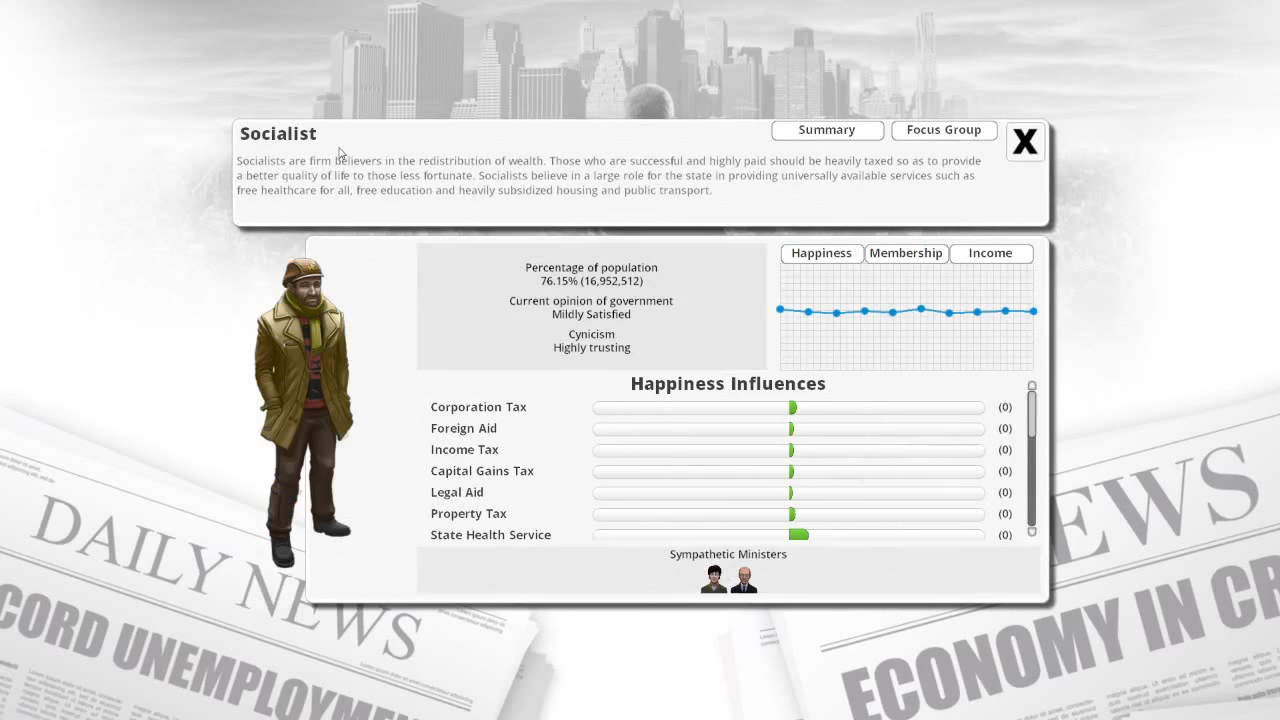 Socialist
Summary
Focus Group
X
Socialists are firm believers in the redistribution of wealth. Those who are successful and highly paid should be heavily taxed so as to provide
a better quality of life to those less fortunate. Socialists believe in a large role for the state in providing universally available services such as
free healthcare for all, free education and heavily subsidized housing and public transport.
Percentage of population
76.15% (16,952,512)
Current opinion of government
Mildly Satisfied
Cynicism
Highly trusting
Happiness
Membership
Income
Happiness Influences
Corporation Tax (0)
Foreign Aid (0)
Income Tax (0)
Capital Gains Tax (0)
Legal Aid (0)
Property Tax (0)
State Health Service (0)
Sympathetic Ministers
DAILY NEWS
CORD UNEMPLOYME
EWS
ECONOMY IN CR